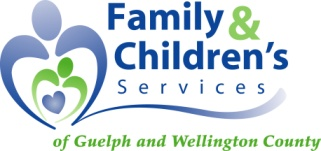 Family &
Children's
Services
of Guelph and Wellington County